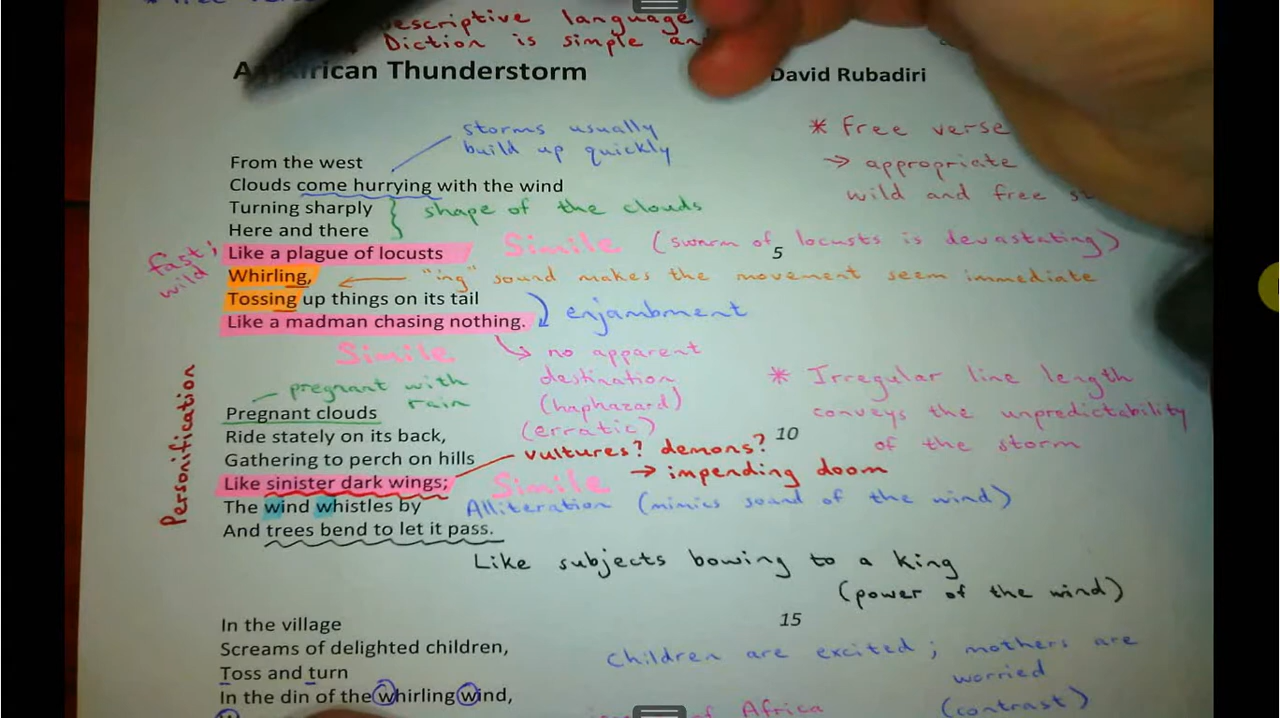 * free verse
descriptive language
Diction is simple an
An African Thunderstorm
David Rubadiri
storms usually
build up quickly
* free verse
→ appropriate
wild and free
From the west
Clouds come hurrying with the wind
Turning sharply
Here and there
shape of the clouds
fast;
wild
Like a plague of locusts
Simile (swarm of locusts is devastating)
5
Whirling,
"ing" sound makes the movement seem immediate
Tossing up things on its tail
enjambment
Like a madman chasing nothing.
Simile
no apparent
destination
(haphazard)
(erratic)
* Irregular line length
conveys the unpredictability
of the storm
Personification
pregnant with
rain
Pregnant clouds
Ride stately on its back,
10
Gathering to perch on hills
vultures? demons?
→ impending doom
Like sinister dark wings;
Simile
The wind whistles by
Alliteration (mimics sound of the wind)
And trees bend to let it pass.
Like subjects bowing to a king
(power of the wind)
In the village
15
Screams of delighted children,
Children are excited; mothers are
worried
(contrast)
Toss and turn
In the din of the whirling wind,
of Africa